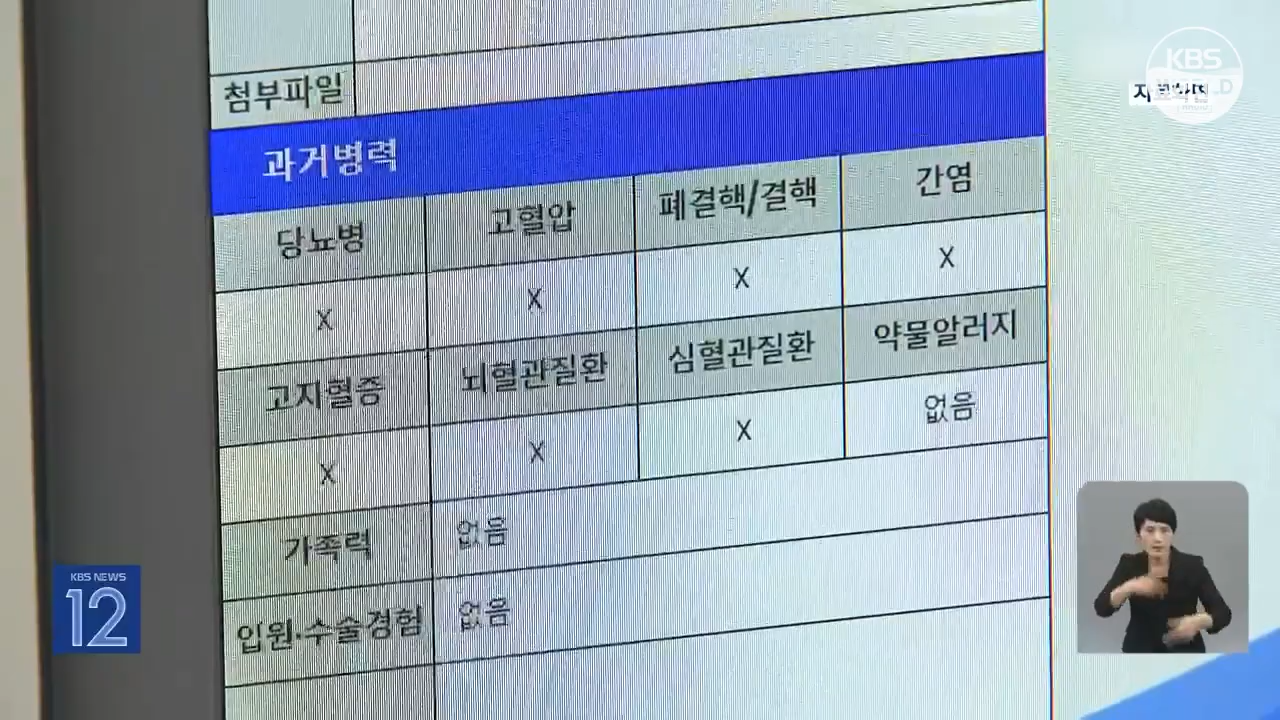 첨부파일
과거병력
당뇨병 고혈압 폐결핵/결핵 간염
X X X X
고지혈증 뇌혈관질환 심혈관질환 약물알러지
X X X 없음
가족력 없음
입원·수술경험 없음
KBS
KBS NEWS
12